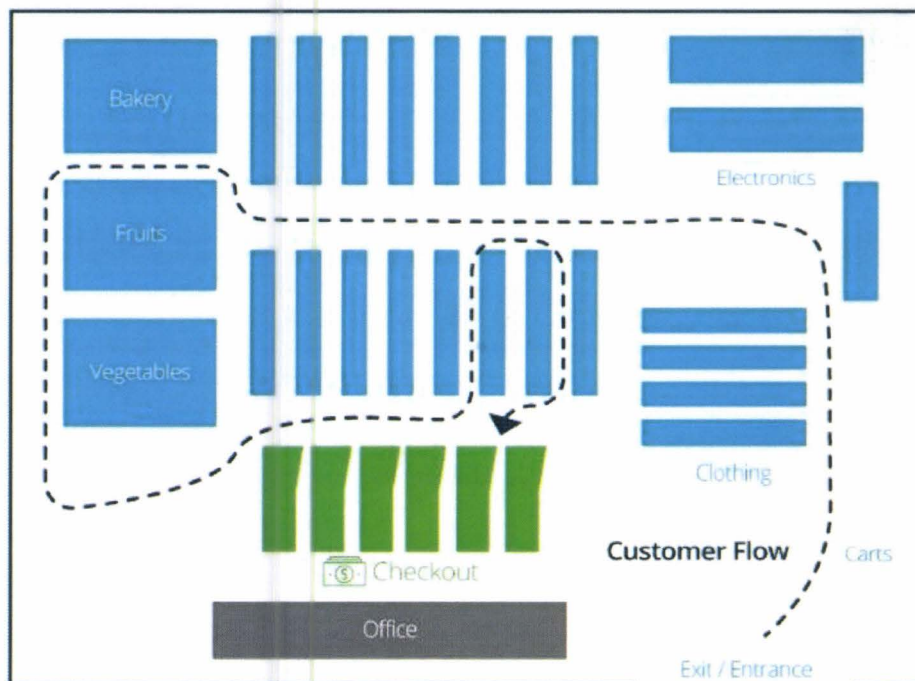 Bakery
Electronics
Fruits
Vegetables
Clothing
Customer Flow
Carts
$
Checkout
Office
Exit / Entrance